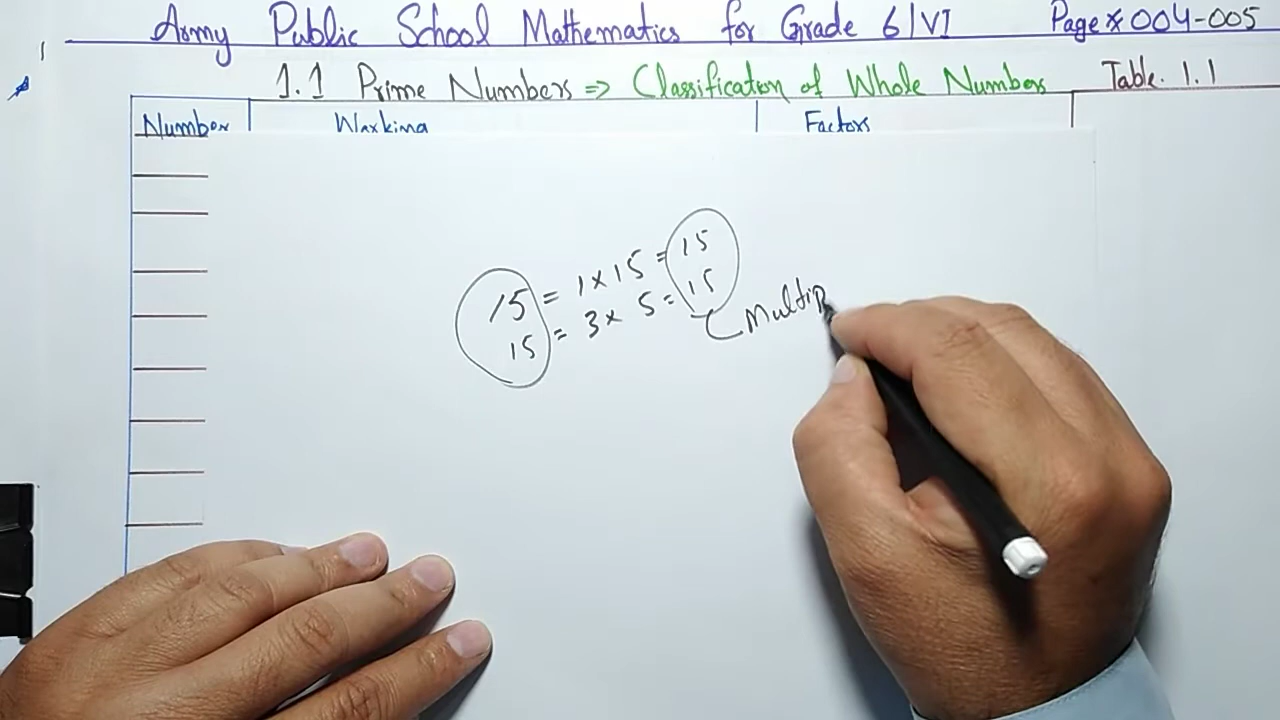 Army Public School Mathematics for Grade 6/VI Page * 004-005
1.1 Prime Numbers => Classification of Whole Numbers Table. 1.1
Number Factors
15 = 1 x 15 = 15
15 = 3 x 5 = 15
Multip